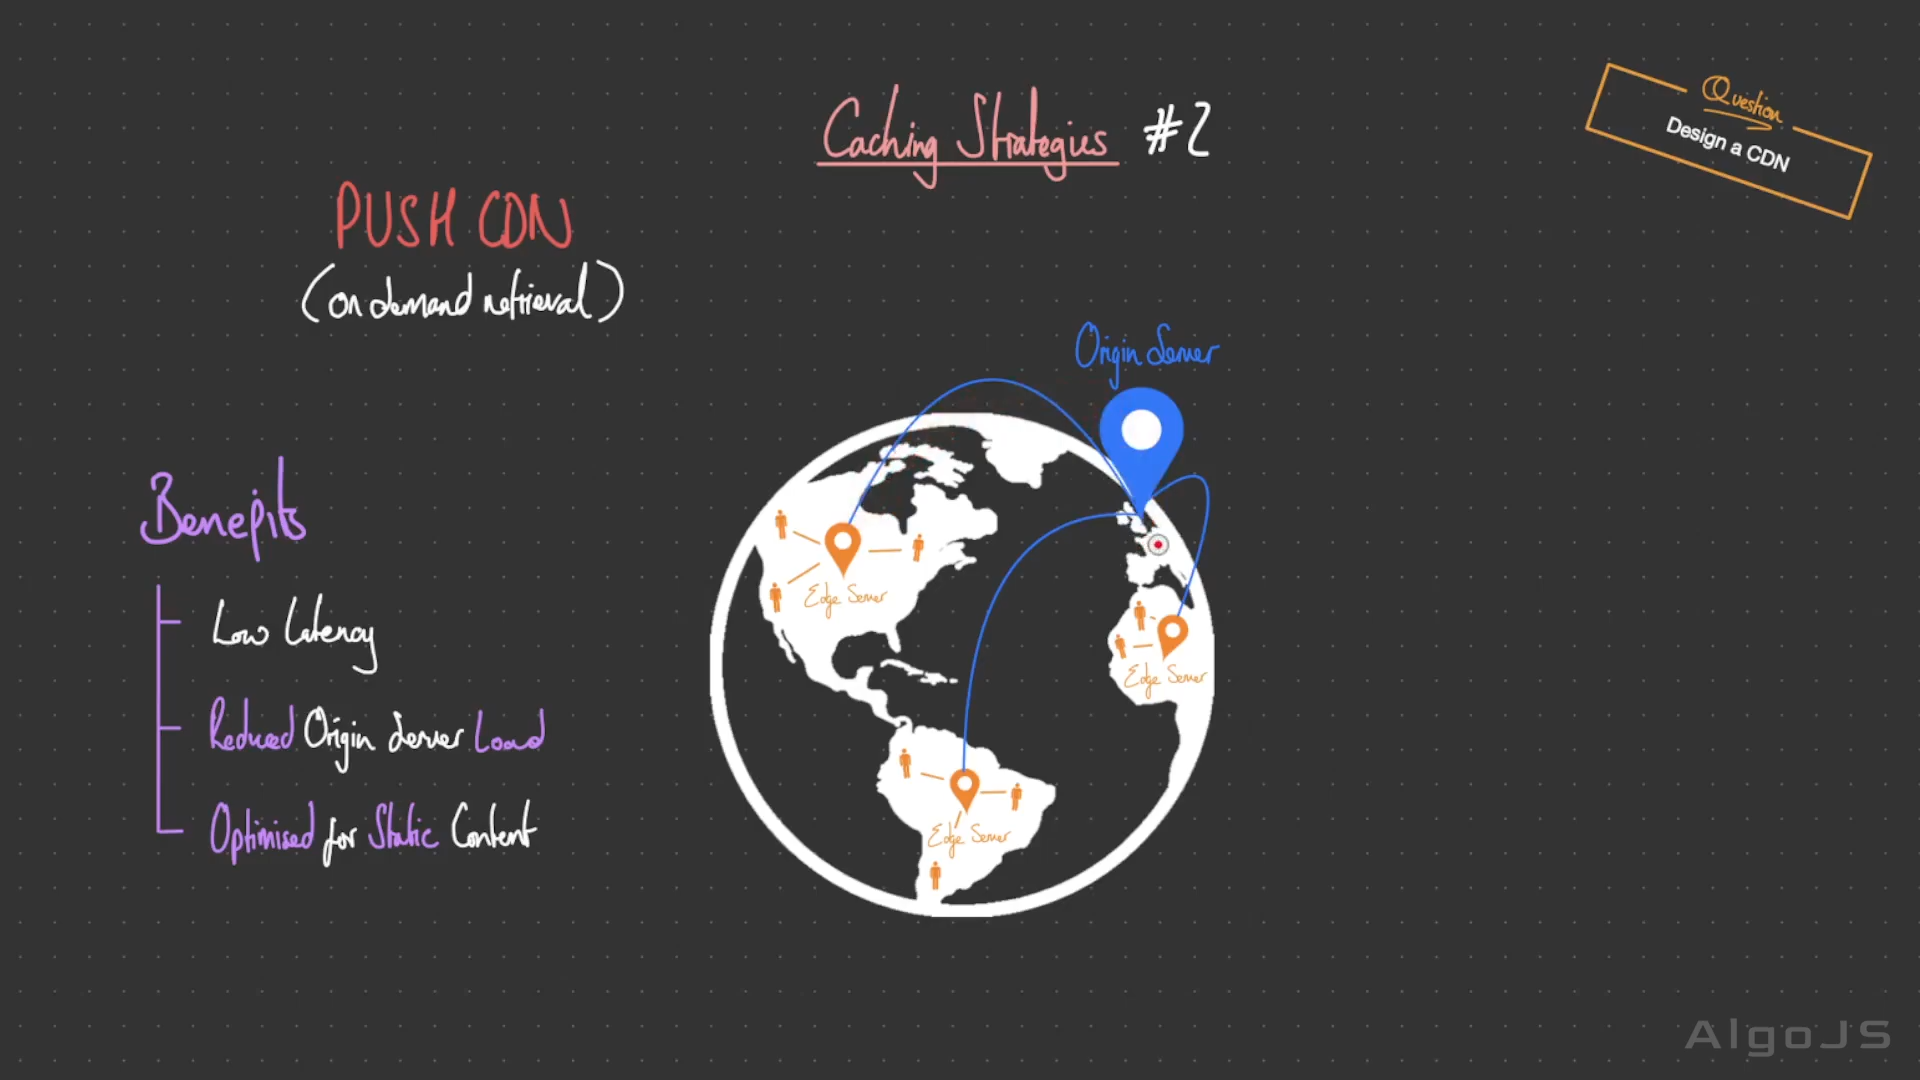 Caching Strategies #2
Question
Design a CDN
PUSH CDN
(on demand retrieval)
Origin Server
Benefits
Low Latency
Reduced Origin Server Load
Optimised for Static Content
Edge Server
Edge Server
Edge Server
AlgoJS